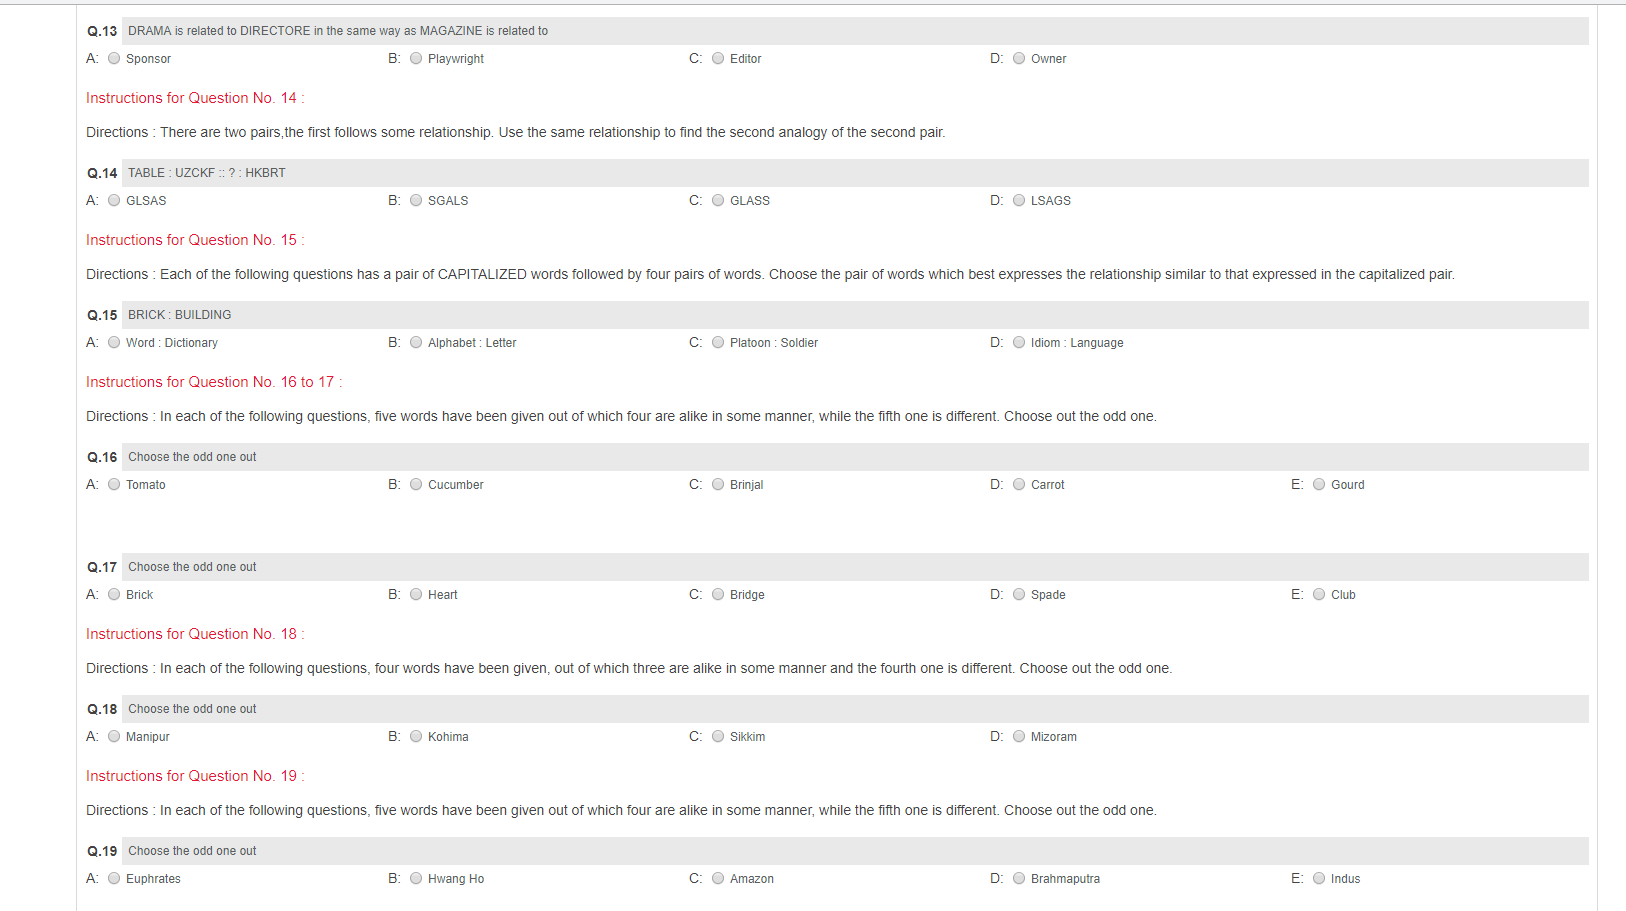 Q.13 DRAMA is related to DIRECTORE in the same way as MAGAZINE is related to
A: Sponsor B: Playwright C: Editor D: Owner
Instructions for Question No. 14 :
Directions : There are two pairs,the first follows some relationship. Use the same relationship to find the second analogy of the second pair.
Q.14 TABLE : UZCKF :: ? : HKBRT
A: GLSAS B: SGALS C: GLASS D: LSAGS
Instructions for Question No. 15 :
Directions : Each of the following questions has a pair of CAPITALIZED words followed by four pairs of words. Choose the pair of words which best expresses the relationship similar to that expressed in the capitalized pair.
Q.15 BRICK : BUILDING
A: Word : Dictionary B: Alphabet : Letter C: Platoon : Soldier D: Idiom : Language
Instructions for Question No. 16 to 17 :
Directions : In each of the following questions, five words have been given out of which four are alike in some manner, while the fifth one is different. Choose out the odd one.
Q.16 Choose the odd one out
A: Tomato B: Cucumber C: Brinjal D: Carrot E: Gourd
Q.17 Choose the odd one out
A: Brick B: Heart C: Bridge D: Spade E: Club
Instructions for Question No. 18 :
Directions : In each of the following questions, four words have been given, out of which three are alike in some manner and the fourth one is different. Choose out the odd one.
Q.18 Choose the odd one out
A: Manipur B: Kohima C: Sikkim D: Mizoram
Instructions for Question No. 19 :
Directions : In each of the following questions, five words have been given out of which four are alike in some manner, while the fifth one is different. Choose out the odd one.
Q.19 Choose the odd one out
A: Euphrates B: Hwang Ho C: Amazon D: Brahmaputra E: Indus